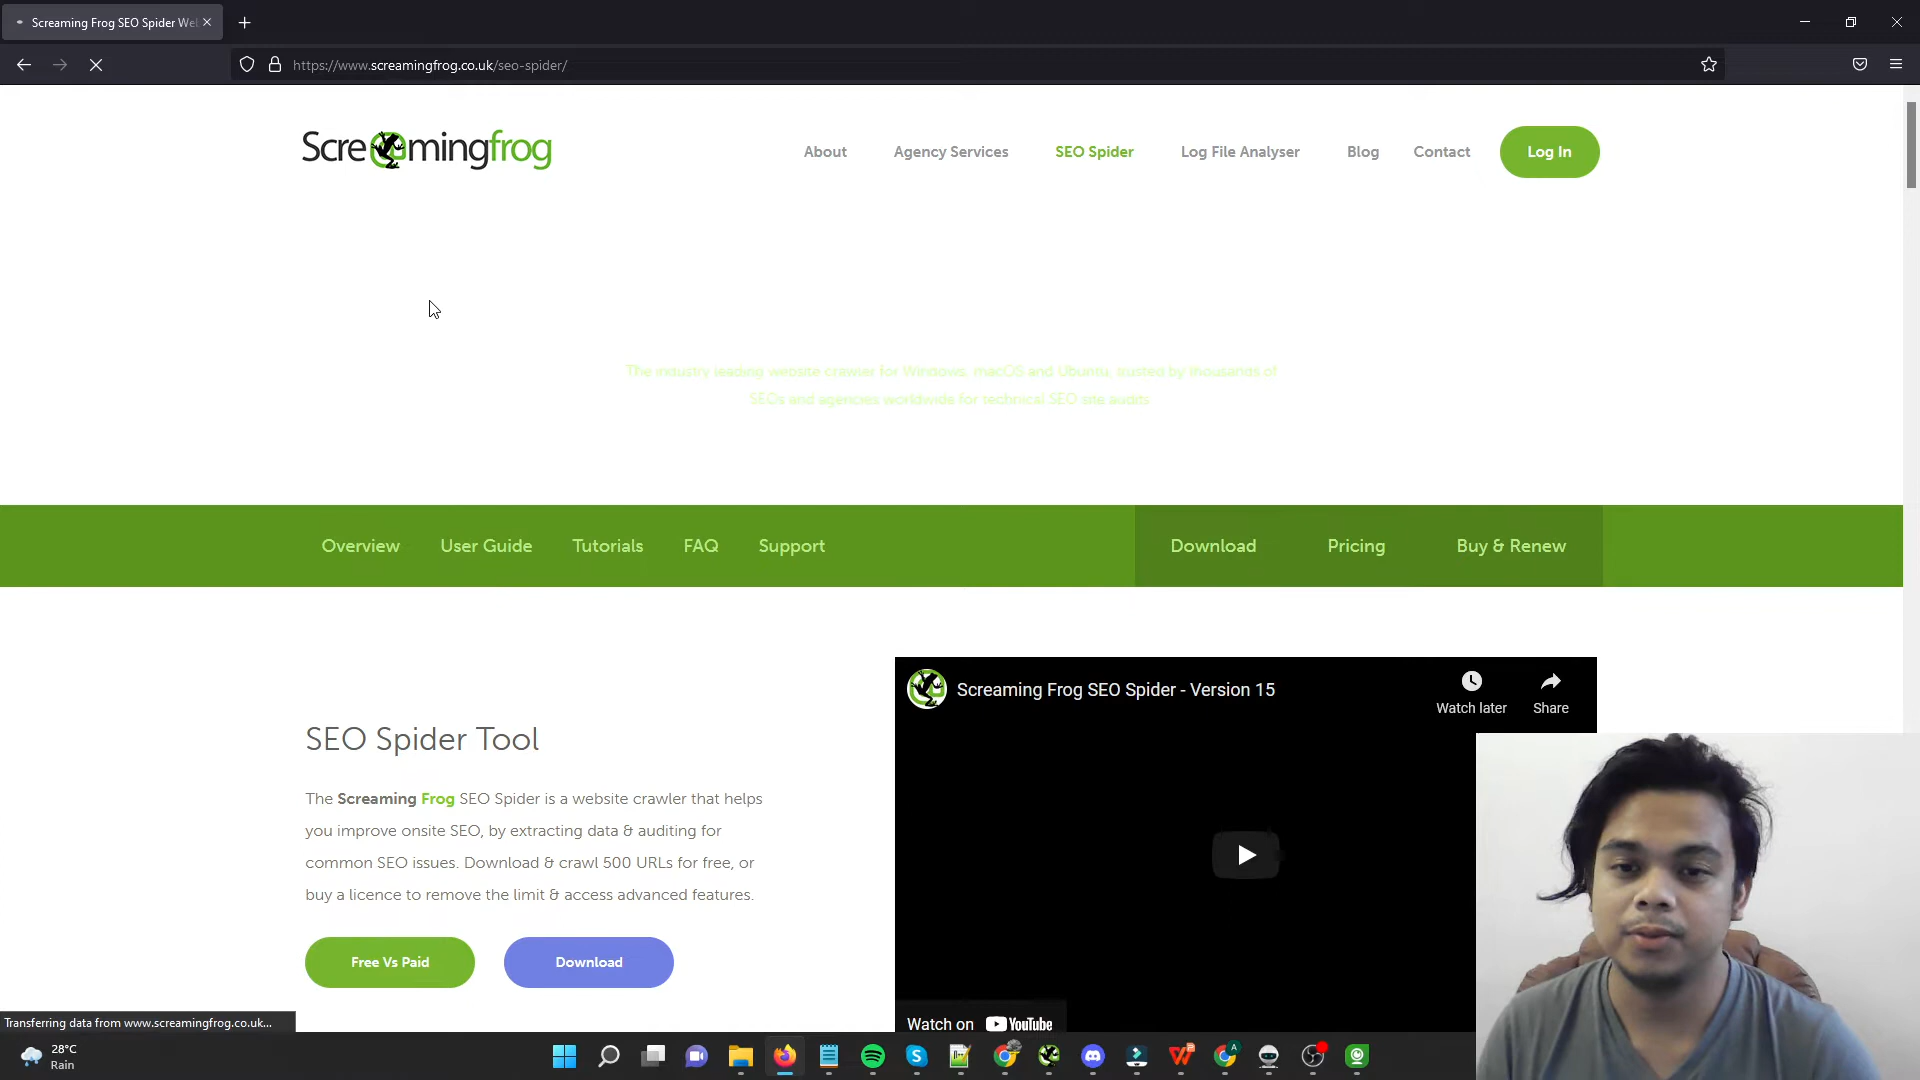 Screaming Frog SEO Spider We
https://www.screamingfrog.co.uk/seo-spider/
Screamingfrog
About
Agency Services
SEO Spider
Log File Analyser
Blog
Contact
Log In
The industry leading website crawler for Windows, macOS and Ubuntu, trusted by thousands of
SEOs and agencies worldwide for technical SEO site audits.
Overview
User Guide
Tutorials
FAQ
Support
Download
Pricing
Buy & Renew
Screaming Frog SEO Spider - Version 15
Watch later
Share
SEO Spider Tool
The Screaming Frog SEO Spider is a website crawler that helps
you improve onsite SEO, by extracting data & auditing for
common SEO issues. Download & crawl 500 URLs for free, or
buy a licence to remove the limit & access advanced features.
Free Vs Paid
Download
Watch on YouTube
Transferring data from www.screamingfrog.co.uk...
28°C
Rain